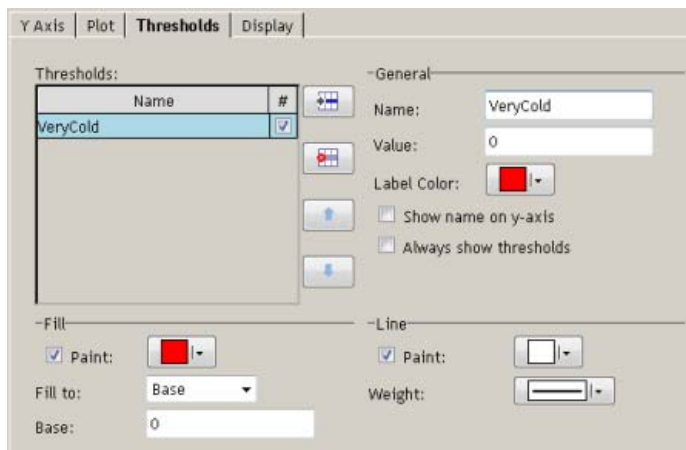 Y Axis Plot Thresholds Display
Thresholds:
Name #
VeryCold
General
Name: VeryCold
Value: 0
Label Color:
Show name on y-axis
Always show thresholds
Fill
Paint:
Fill to: Base
Base: 0
Line
Paint:
Weight: